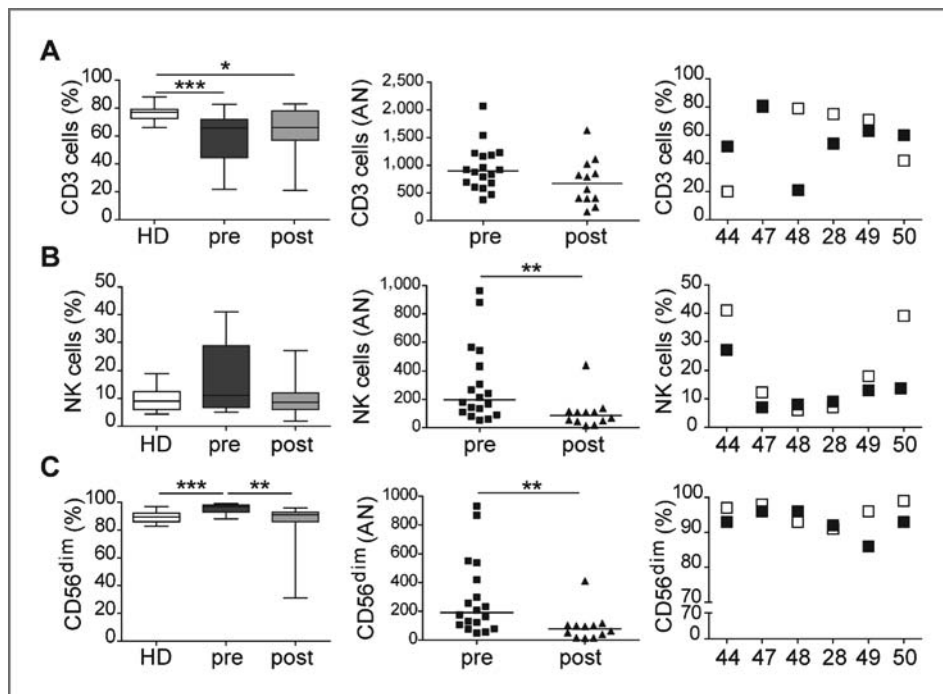 A
CD3 cells (%)
100
80
60
40
20
0
*
***
HD pre post
CD3 cells (AN)
2,500
2,000
1,500
1,000
500
0
pre post
CD3 cells (%)
100
80
60
40
20
0
44 47 48 28 49 50
B
NK cells (%)
50
40
30
20
10
0
HD pre post
NK cells (AN)
1,000
800
600
400
200
0
**
pre post
NK cells (%)
50
40
30
20
10
0
44 47 48 28 49 50
C
CD56dim (%)
100
80
60
40
20
0
*** **
HD pre post
CD56dim (AN)
1000
800
600
400
200
0
**
pre post
CD56dim (%)
100
90
80
70
70
0
44 47 48 28 49 50